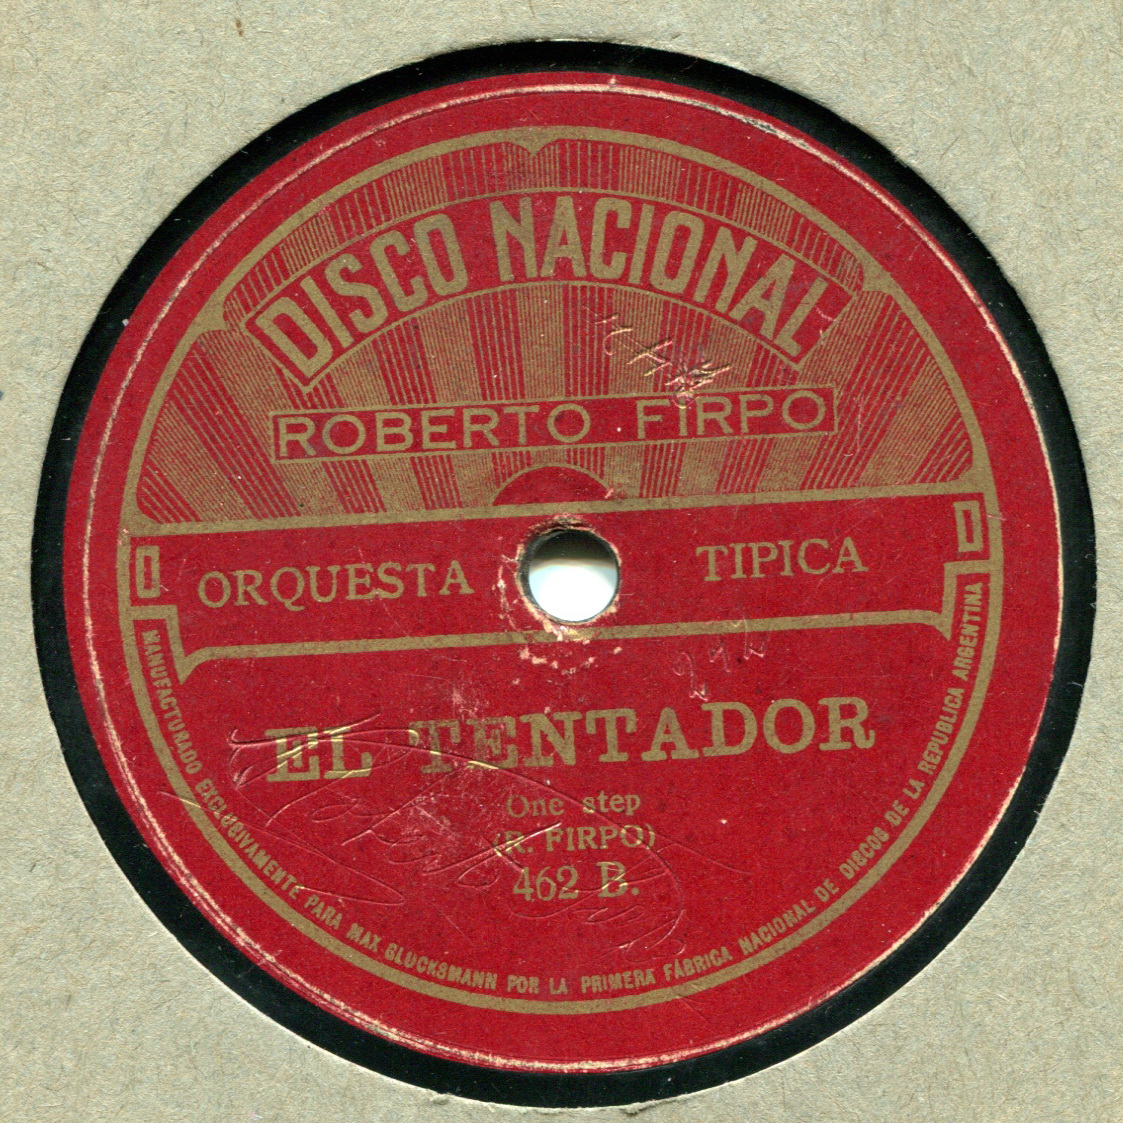 DISCO NACIONAL
ROBERTO FIRPO
ORQUESTA TIPICA
EL TENTADOR
One step
(R. FIRPO)
462 B.
MANUFACTURADO EXCLUSIVAMENTE PARA MAX GLUCKSMANN POR LA PRIMERA FÁBRICA NACIONAL DE DISCOS DE LA REPUBLICA ARGENTINA